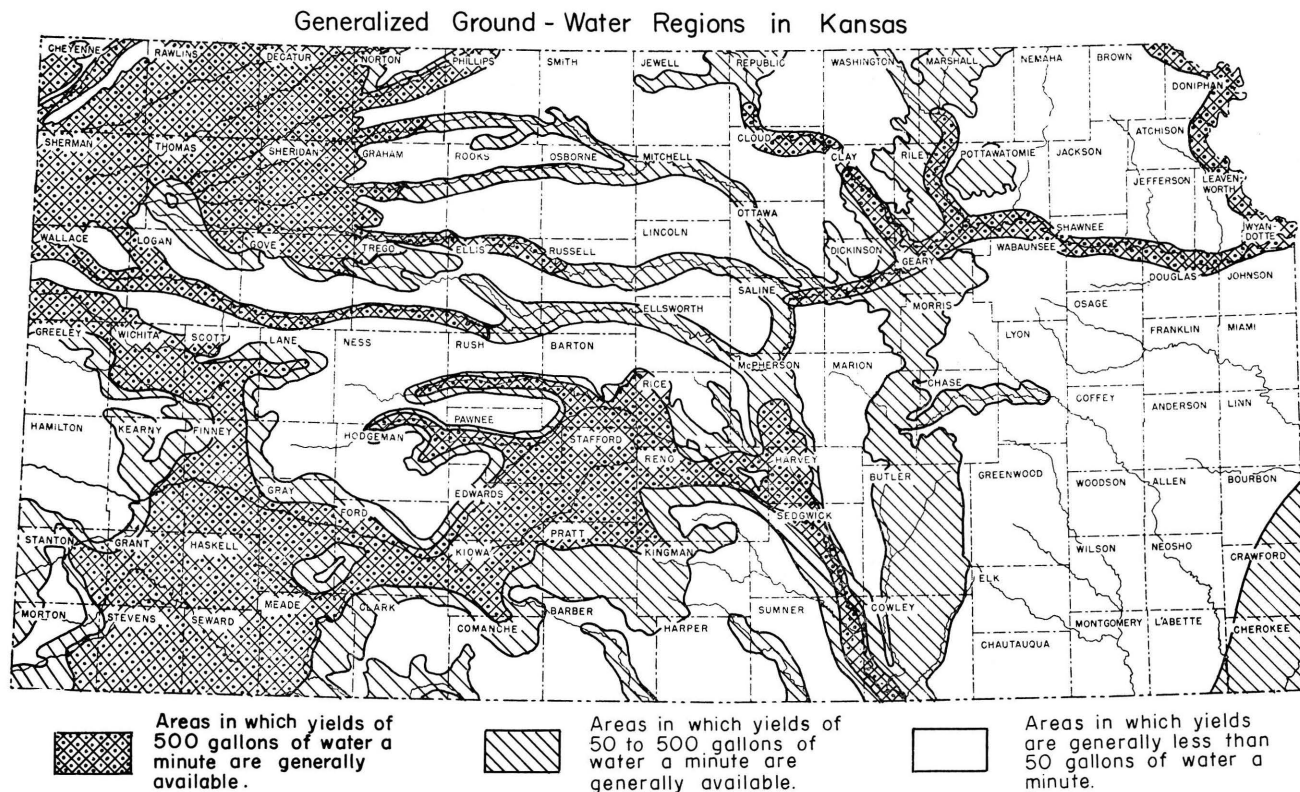 Generalized Ground - Water Regions in Kansas
CHEYENNE
RAWLINS
DECATUR
NORTON
PHILLIPS
SMITH
JEWELL
REPUBLIC
WASHINGTON
MARSHALL
NEMAHA
BROWN
DONIPHAN
SHERMAN
THOMAS
SHERIDAN
GRAHAM
ROOKS
OSBORNE
MITCHELL
CLOUD
CLAY
RILEY
POTTAWATOMIE
JACKSON
ATCHISON
JEFFERSON
LEAVEN-
WORTH
WALLACE
LOGAN
GOVE
TREGO
ELLIS
RUSSELL
LINCOLN
OTTAWA
DICKINSON
GEARY
WABAUNSEE
SHAWNEE
WYAN-
DOTTE
DOUGLAS
JOHNSON
GREELEY
WICHITA
SCOTT
LANE
NESS
RUSH
BARTON
ELLSWORTH
SALINE
MORRIS
LYON
OSAGE
FRANKLIN
MIAMI
HAMILTON
KEARNY
FINNEY
HODGEMAN
PAWNEE
STAFFORD
RICE
McPHERSON
MARION
CHASE
COFFEY
ANDERSON
LINN
GRAY
FORD
EDWARDS
RENO
HARVEY
BUTLER
GREENWOOD
WOODSON
ALLEN
BOURBON
STANTON
GRANT
HASKELL
KIOWA
PRATT
KINGMAN
SEDGWICK
ELK
WILSON
NEOSHO
CRAWFORD
MORTON
STEVENS
SEWARD
MEADE
CLARK
COMANCHE
BARBER
HARPER
SUMNER
COWLEY
CHAUTAUQUA
MONTGOMERY
L'ABETTE
CHEROKEE
Areas in which yields of
500 gallons of water a
minute are generally
available.
Areas in which yields of
50 to 500 gallons of
water a minute are
generally available.
Areas in which yields
are generally less than
50 gallons of water a
minute.